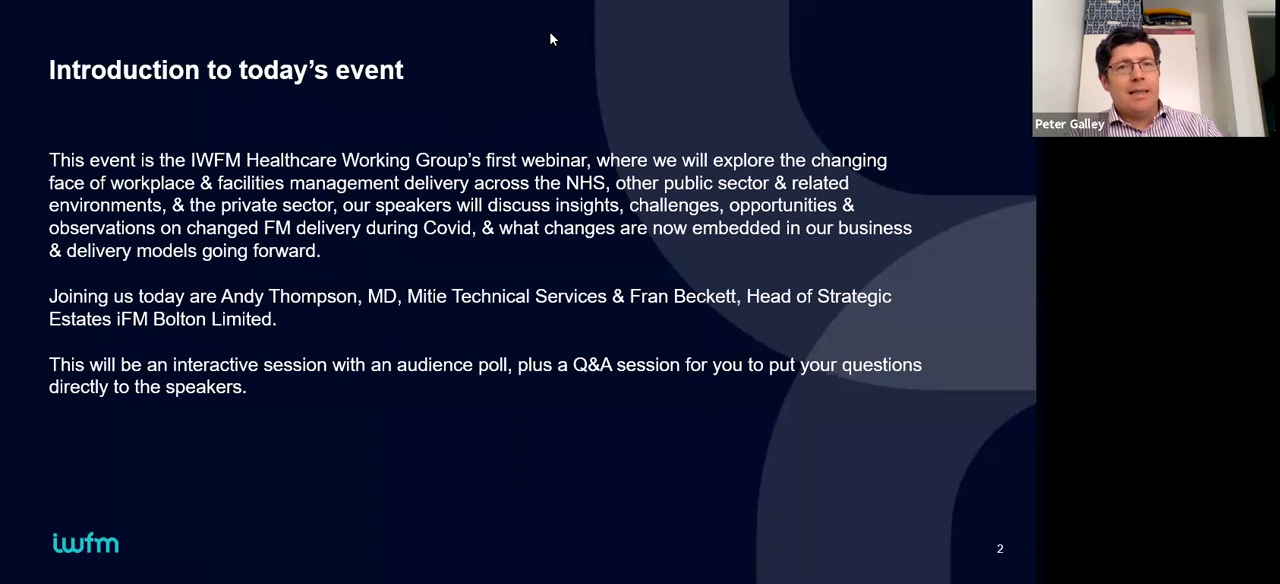 Introduction to today’s event
Peter Galley
This event is the IWFM Healthcare Working Group’s first webinar, where we will explore the changing
face of workplace & facilities management delivery across the NHS, other public sector & related
environments, & the private sector, our speakers will discuss insights, challenges, opportunities &
observations on changed FM delivery during Covid, & what changes are now embedded in our business
& delivery models going forward.
Joining us today are Andy Thompson, MD, Mitie Technical Services & Fran Beckett, Head of Strategic
Estates iFM Bolton Limited.
This will be an interactive session with an audience poll, plus a Q&A session for you to put your questions
directly to the speakers.
iwfm
2